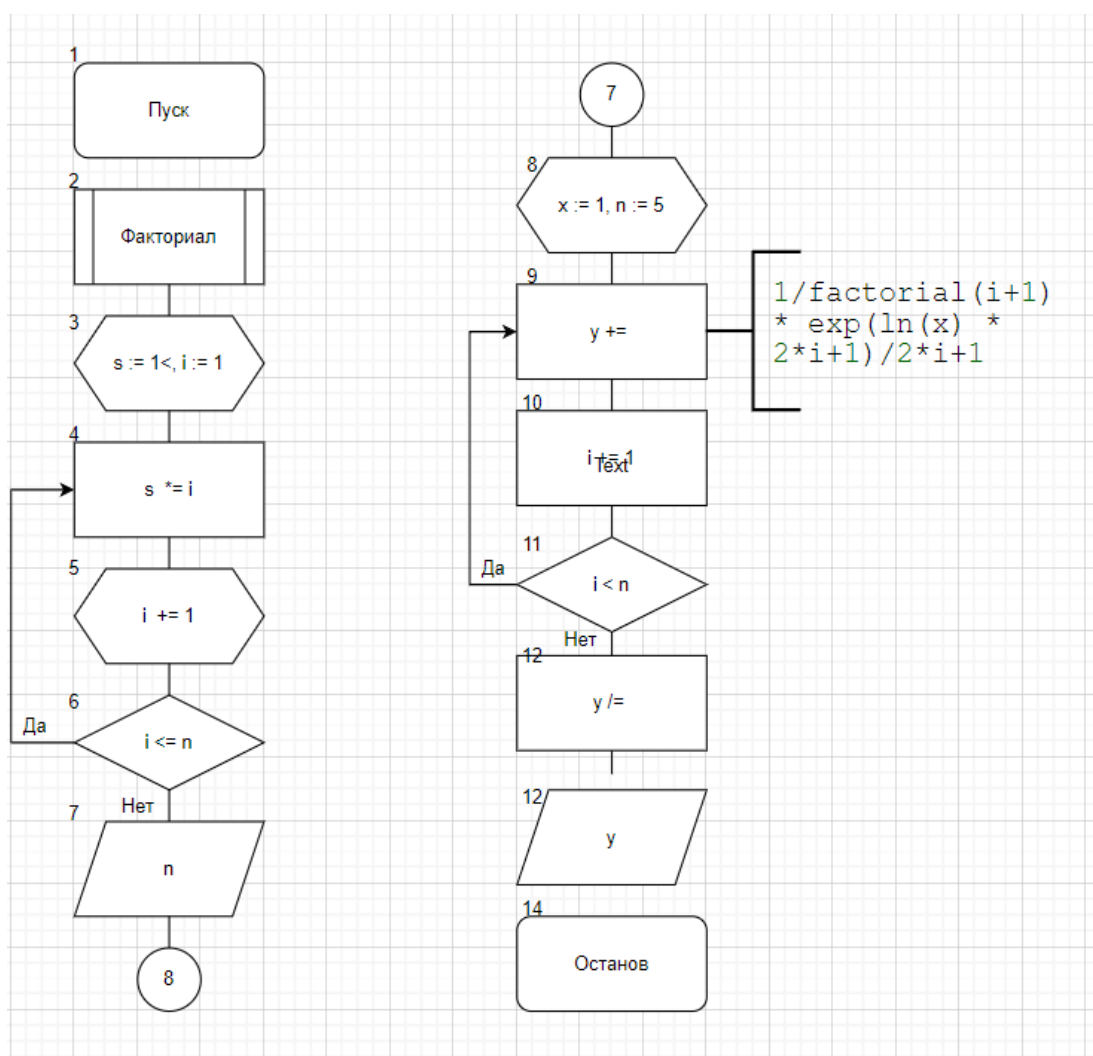 1
Пуск
2
Факториал
3
s := 1<, i := 1
4
s *= i
5
i += 1
6
Да
i <= n
Нет
7
n
8
7
8
x := 1, n := 5
9
y +=
1/factorial(i+1)
* exp(ln(x) *
2*i+1)/2*i+1
10
i += 1
Text
11
Да
i < n
Нет
12
y /=
12
y
14
Останов